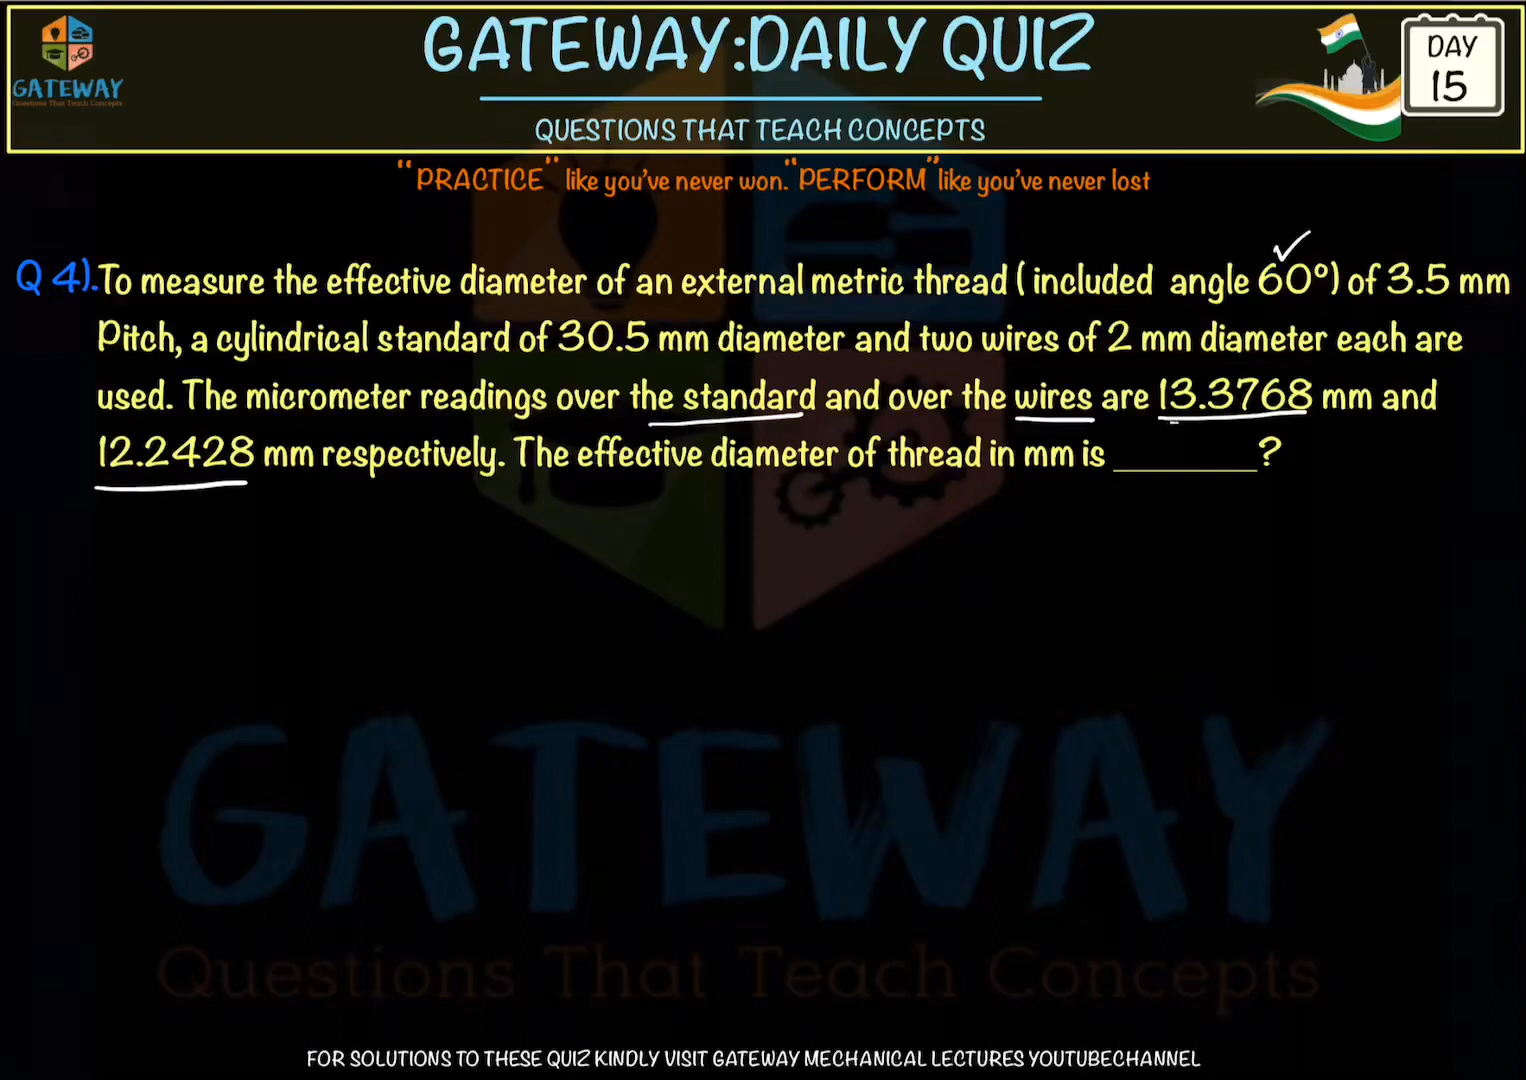 GATEWAY:DAILY QUIZ
DAY
15
GATEWAY
Questions That Teach Concepts
QUESTIONS THAT TEACH CONCEPTS
"PRACTICE" like you've never won."PERFORM"like you've never lost
Q 4).To measure the effective diameter of an external metric thread ( included angle 60°) of 3.5 mm
Pitch, a cylindrical standard of 30.5 mm diameter and two wires of 2 mm diameter each are
used. The micrometer readings over the standard and over the wires are 13.3768 mm and
12.2428 mm respectively. The effective diameter of thread in mm is ________?
GATEWAY
Questions That Teach Concepts
FOR SOLUTIONS TO THESE QUIZ KINDLY VISIT GATEWAY MECHANICAL LECTURES YOUTUBECHANNEL